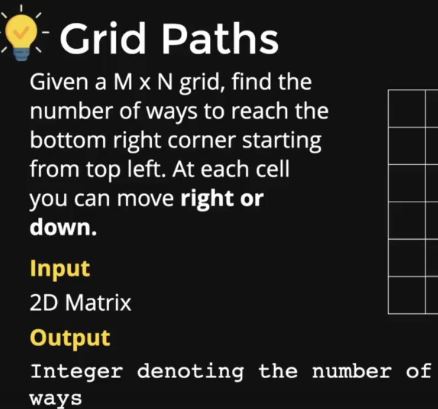 Grid Paths
Given a M x N grid, find the
number of ways to reach the
bottom right corner starting
from top left. At each cell
you can move right or
down.
Input
2D Matrix
Output
Integer denoting the number of
ways